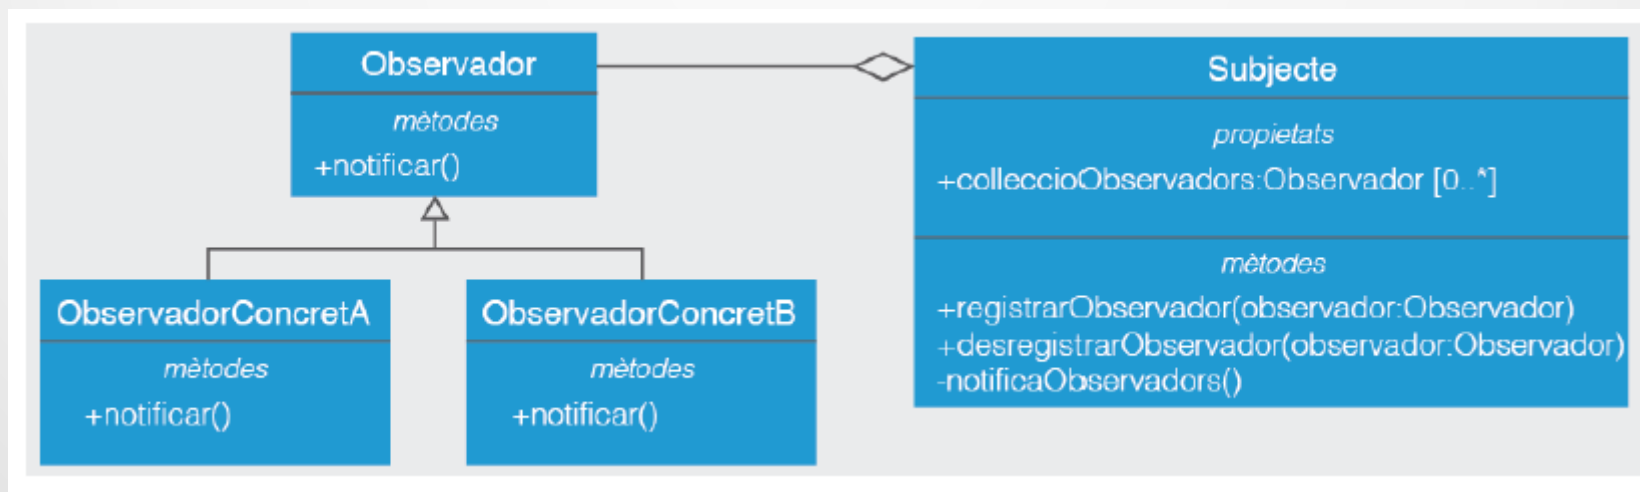 Observador
mètodes
+notificar()
Subjecte
propietats
+colleccioObservadors:Observador [0..*]
mètodes
+registrarObservador(observador:Observador)
+desregistrarObservador(observador:Observador)
-notificaObservadors()
ObservadorConcretA
mètodes
+notificar()
ObservadorConcretB
mètodes
+notificar()